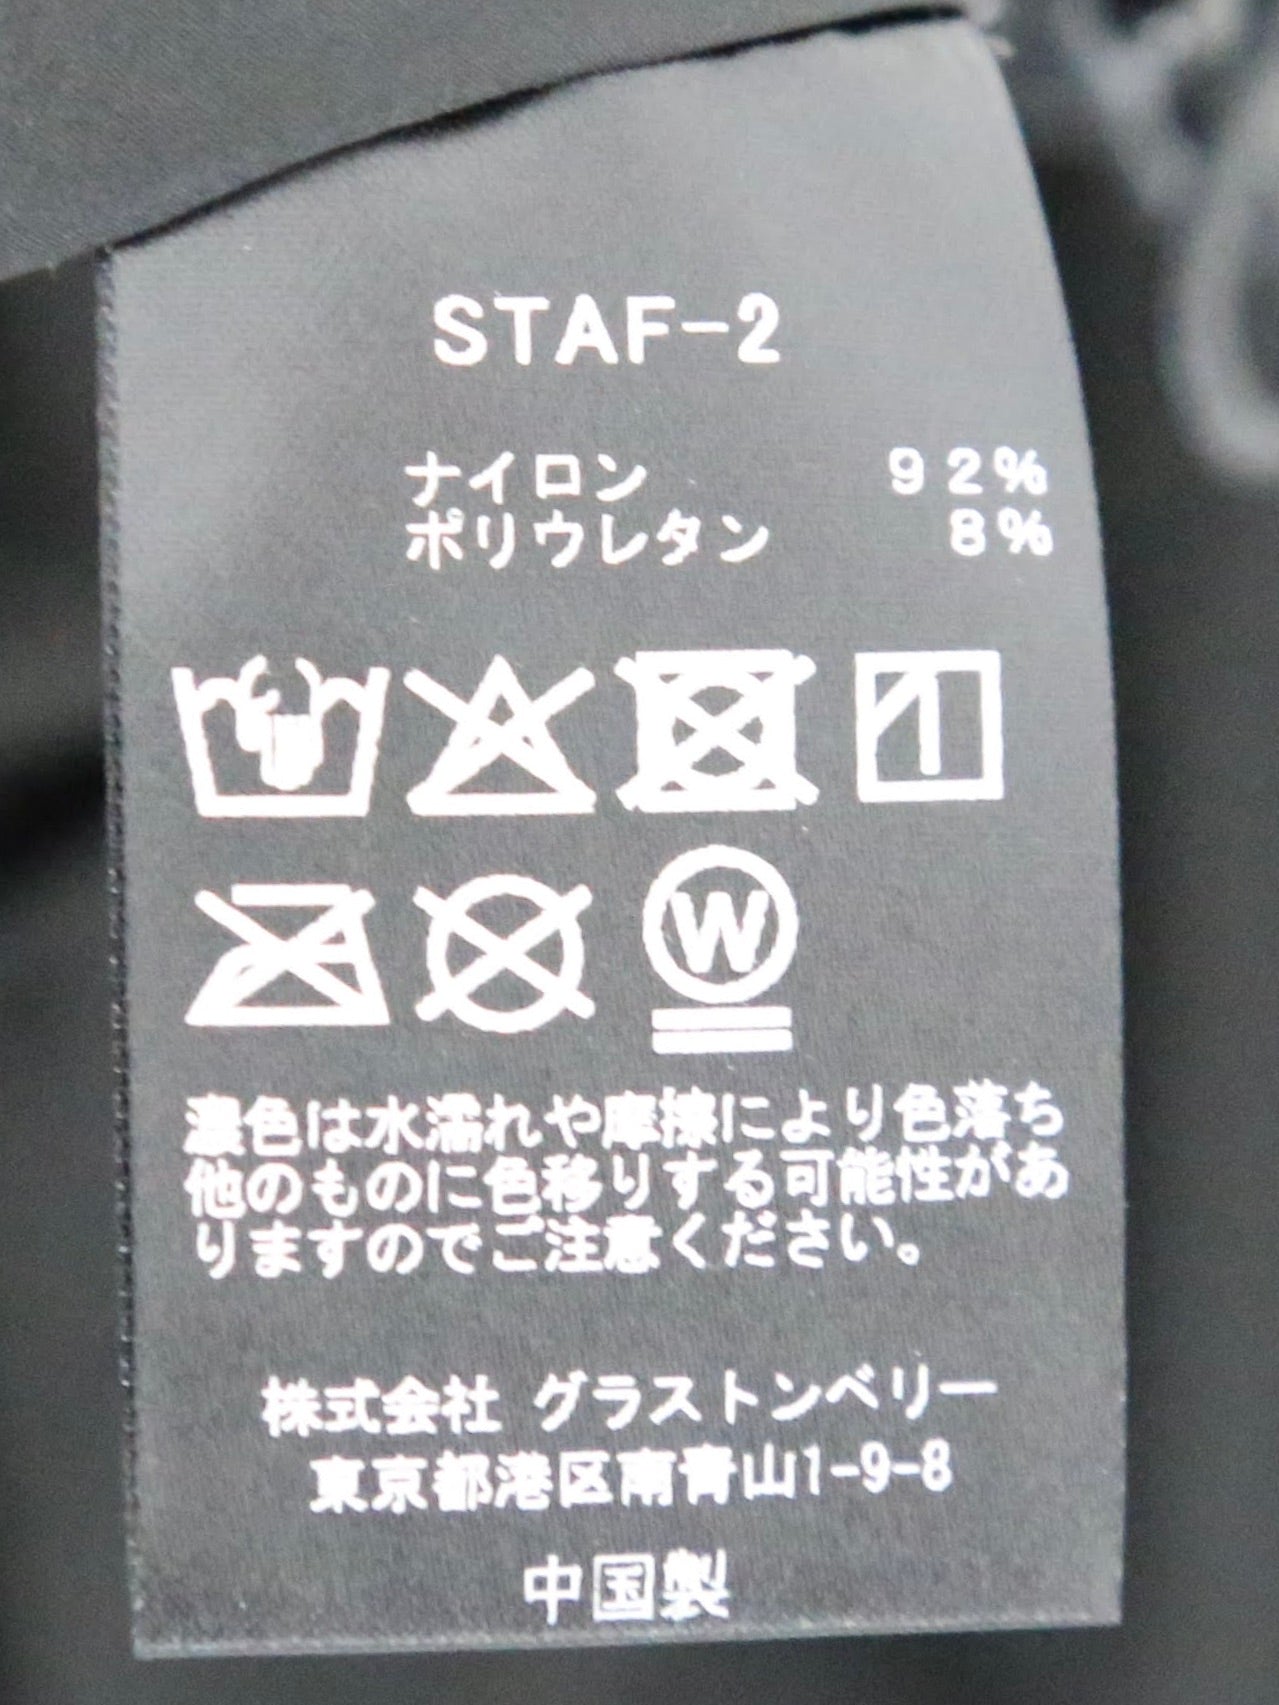 STAF-2
ナイロン 92%
ポリウレタン 8%
W
濃色は水濡れや摩擦により色落ち
他のものに色移りする可能性があ
りますのでご注意ください。
株式会社 グラストンベリー
東京都港区南青山1-9-8
中国製